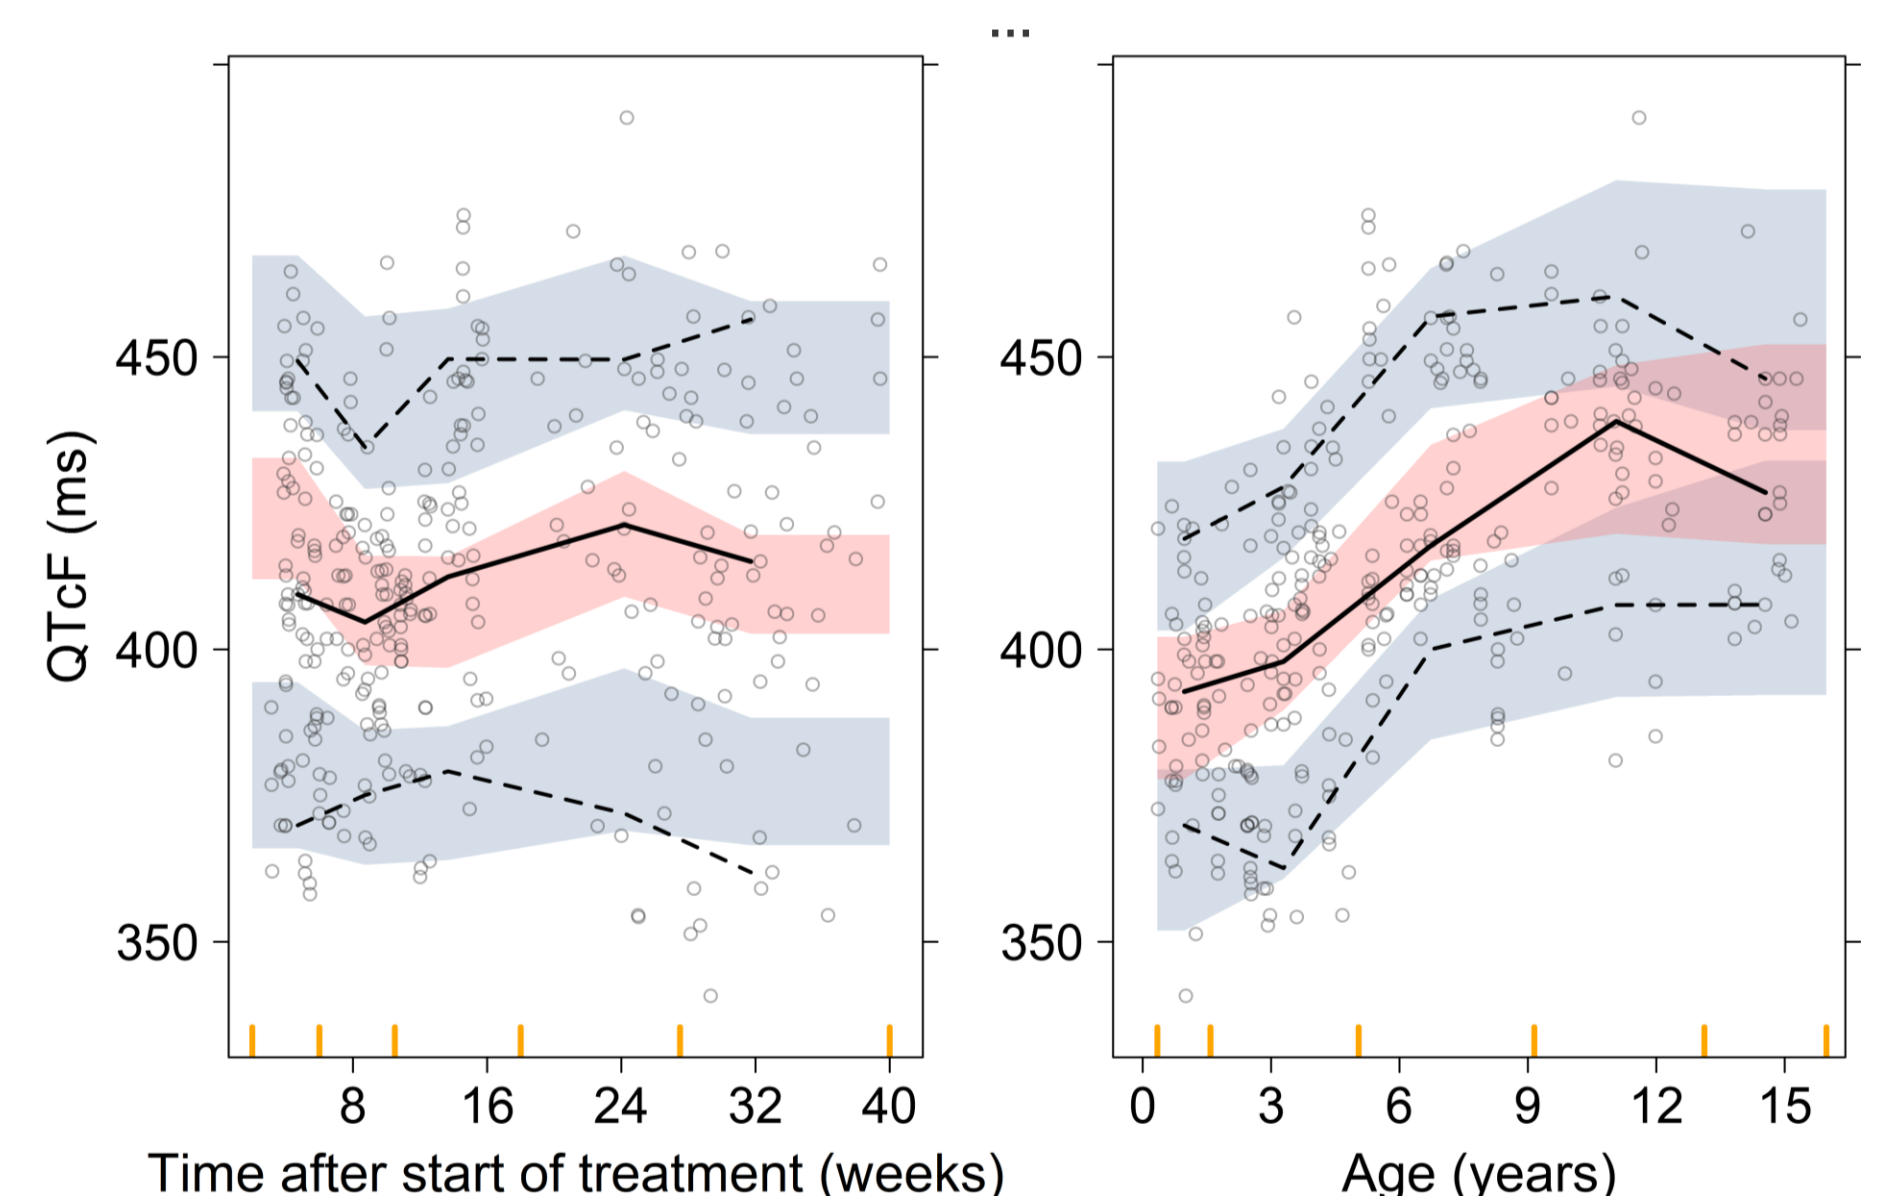 ...
QTcF (ms)
450
400
350
8 16 24 32 40
Time after start of treatment (weeks)
450
400
350
0 3 6 9 12 15
Age (years)